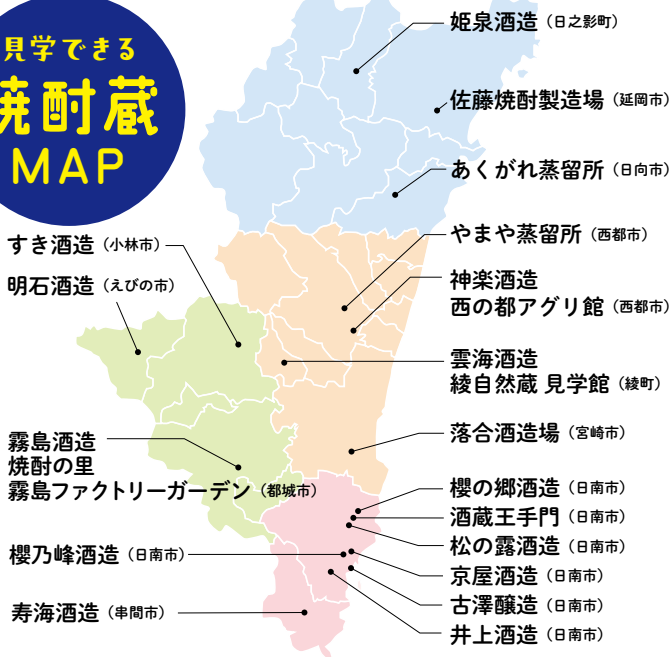 見学できる
焼酎蔵
MAP
姫泉酒造（日之影町）
佐藤焼酎製造場（延岡市）
あくがれ蒸留所（日向市）
やまや蒸留所（西都市）
神楽酒造
西の都アグリ館（西都市）
雲海酒造
綾自然蔵 見学館（綾町）
落合酒造場（宮崎市）
櫻の郷酒造（日南市）
酒蔵王手門（日南市）
松の露酒造（日南市）
京屋酒造（日南市）
古澤醸造（日南市）
井上酒造（日南市）
すき酒造（小林市）
明石酒造（えびの市）
霧島酒造
焼酎の里
霧島ファクトリーガーデン（都城市）
櫻乃峰酒造（日南市）
寿海酒造（串間市）